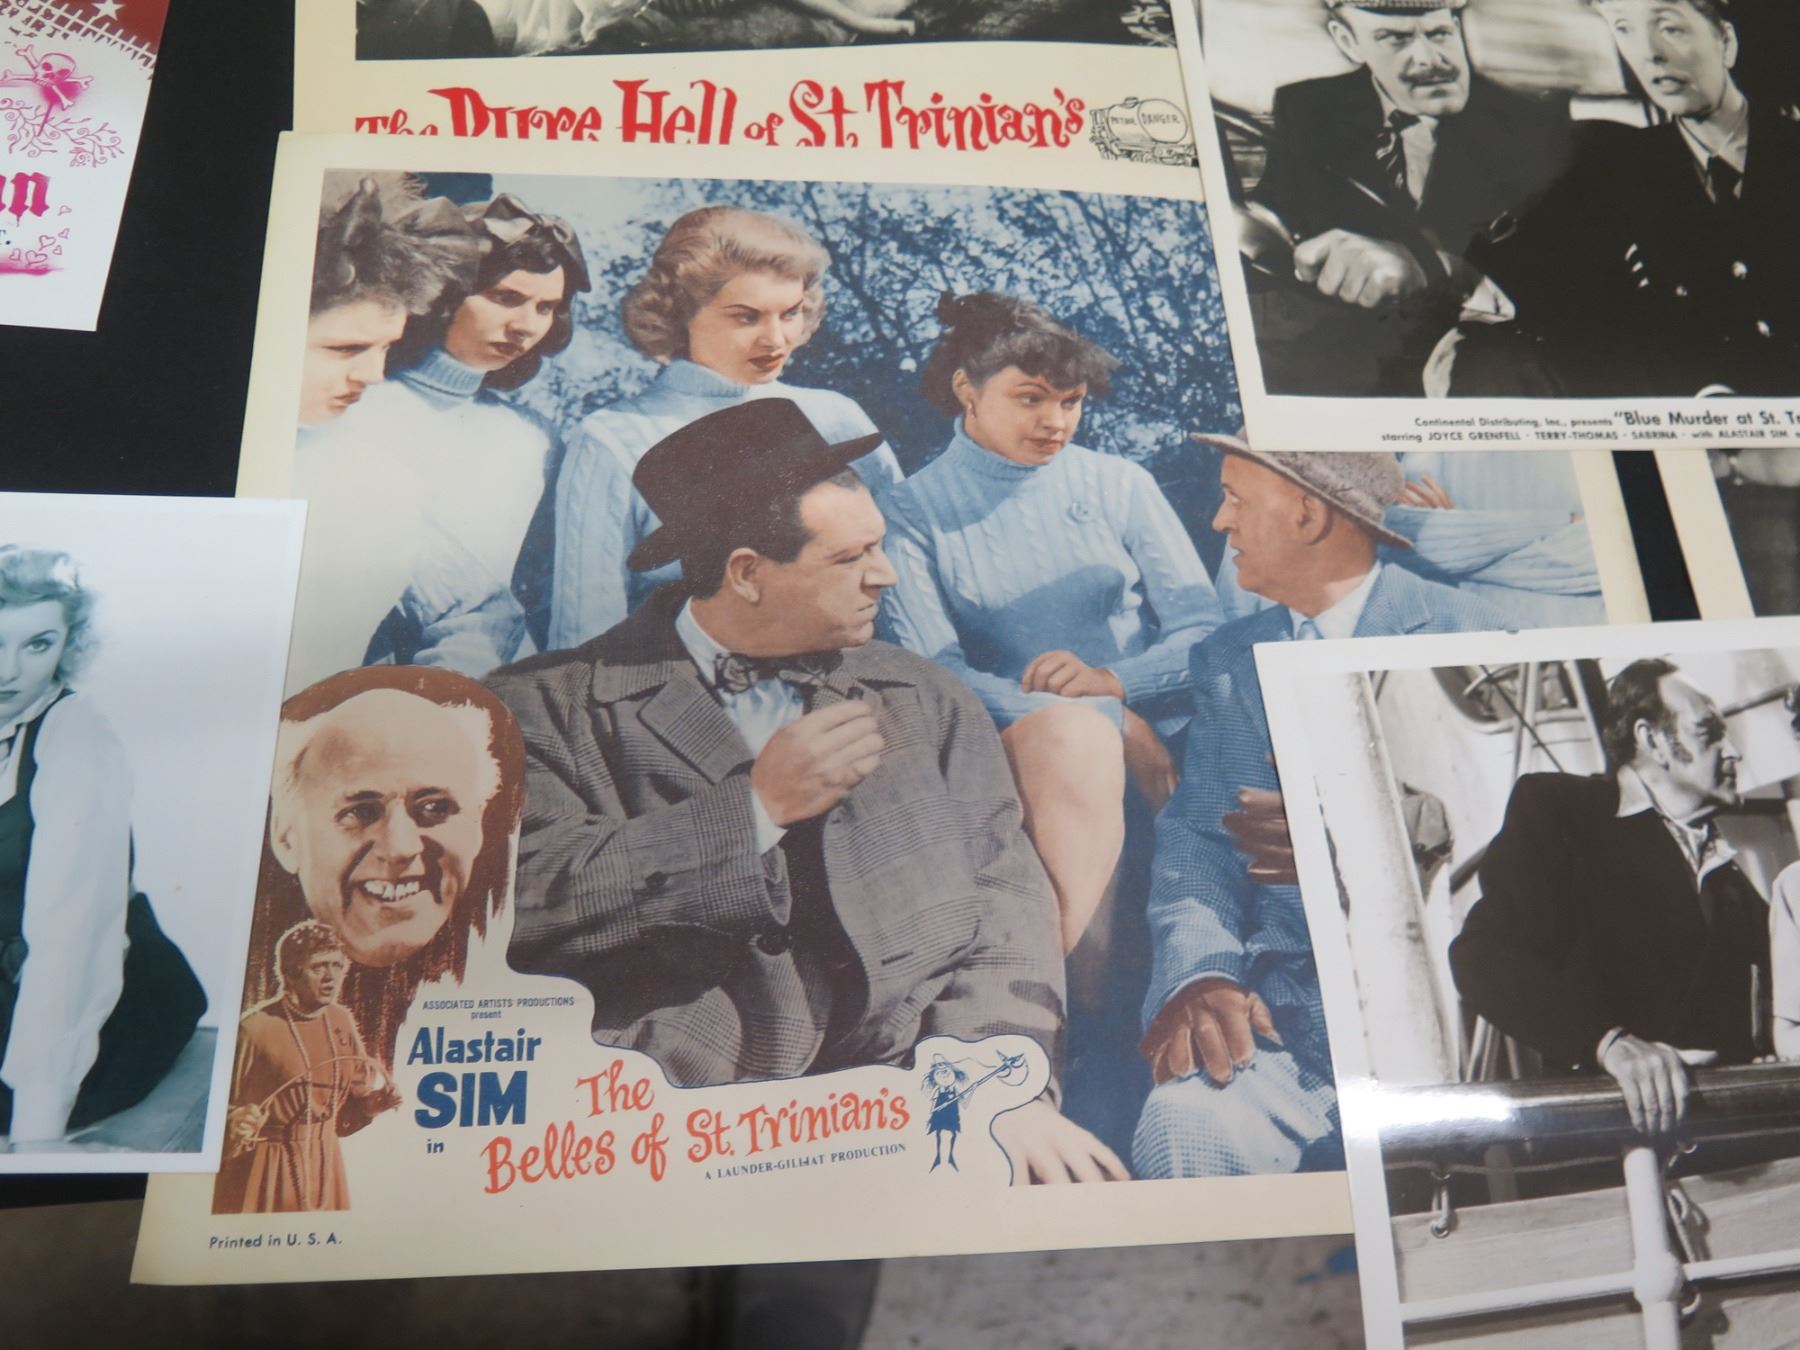 The Pure Hell of St. Trinian's
PETROL DANGER
Continental Distributing, Inc., presents "Blue Murder at St.
starring JOYCE GRENFELL - TERRY-THOMAS - SABRINA - with ALASTAIR SIM
ASSOCIATED ARTISTS PRODUCTIONS
present
Alastair
SIM
in
The
Belles of St. Trinian's
A LAUNDER-GILLIAT PRODUCTION
Printed in U. S. A.